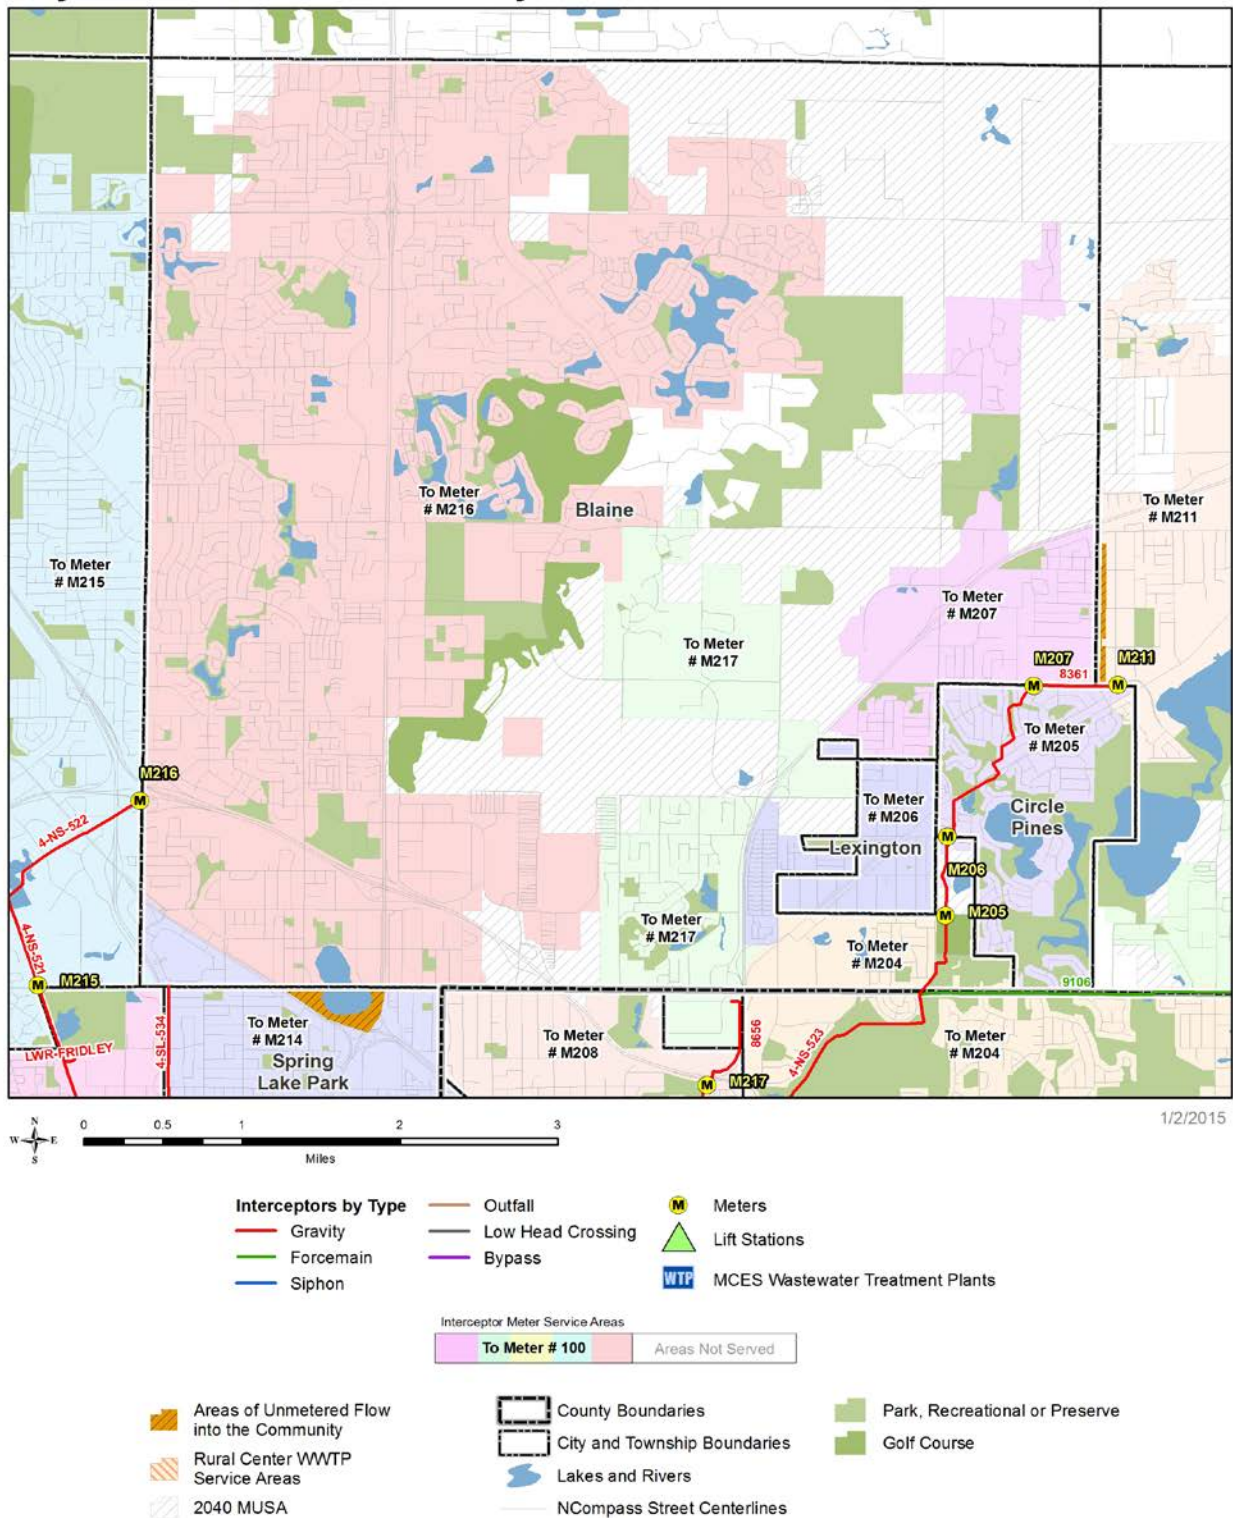 To Meter
# M216
Blaine
To Meter
# M211
To Meter
# M215
To Meter
# M207
To Meter
# M217
M207
M211
8361
To Meter
# M205
M216
To Meter
# M206
Circle
Pines
4-NS-522
Lexington
M206
M205
To Meter
# M217
To Meter
# M204
4-NS-521
M215
9106
To Meter
# M214
Spring
Lake Park
4-SL-534
LWR-FRIDLEY
To Meter
# M208
8656
4-NS-523
To Meter
# M204
M217
M
M
M
M
M
M
M
1/2/2015
N
W E
S
0 0.5 1 2 3
Miles
Interceptors by Type
Gravity
Forcemain
Siphon
Outfall
Low Head Crossing
Bypass
M Meters
Lift Stations
WTP MCES Wastewater Treatment Plants
Interceptor Meter Service Areas
To Meter # 100
Areas Not Served
Areas of Unmetered Flow
into the Community
Rural Center WWTP
Service Areas
2040 MUSA
County Boundaries
City and Township Boundaries
Lakes and Rivers
NCompass Street Centerlines
Park, Recreational or Preserve
Golf Course